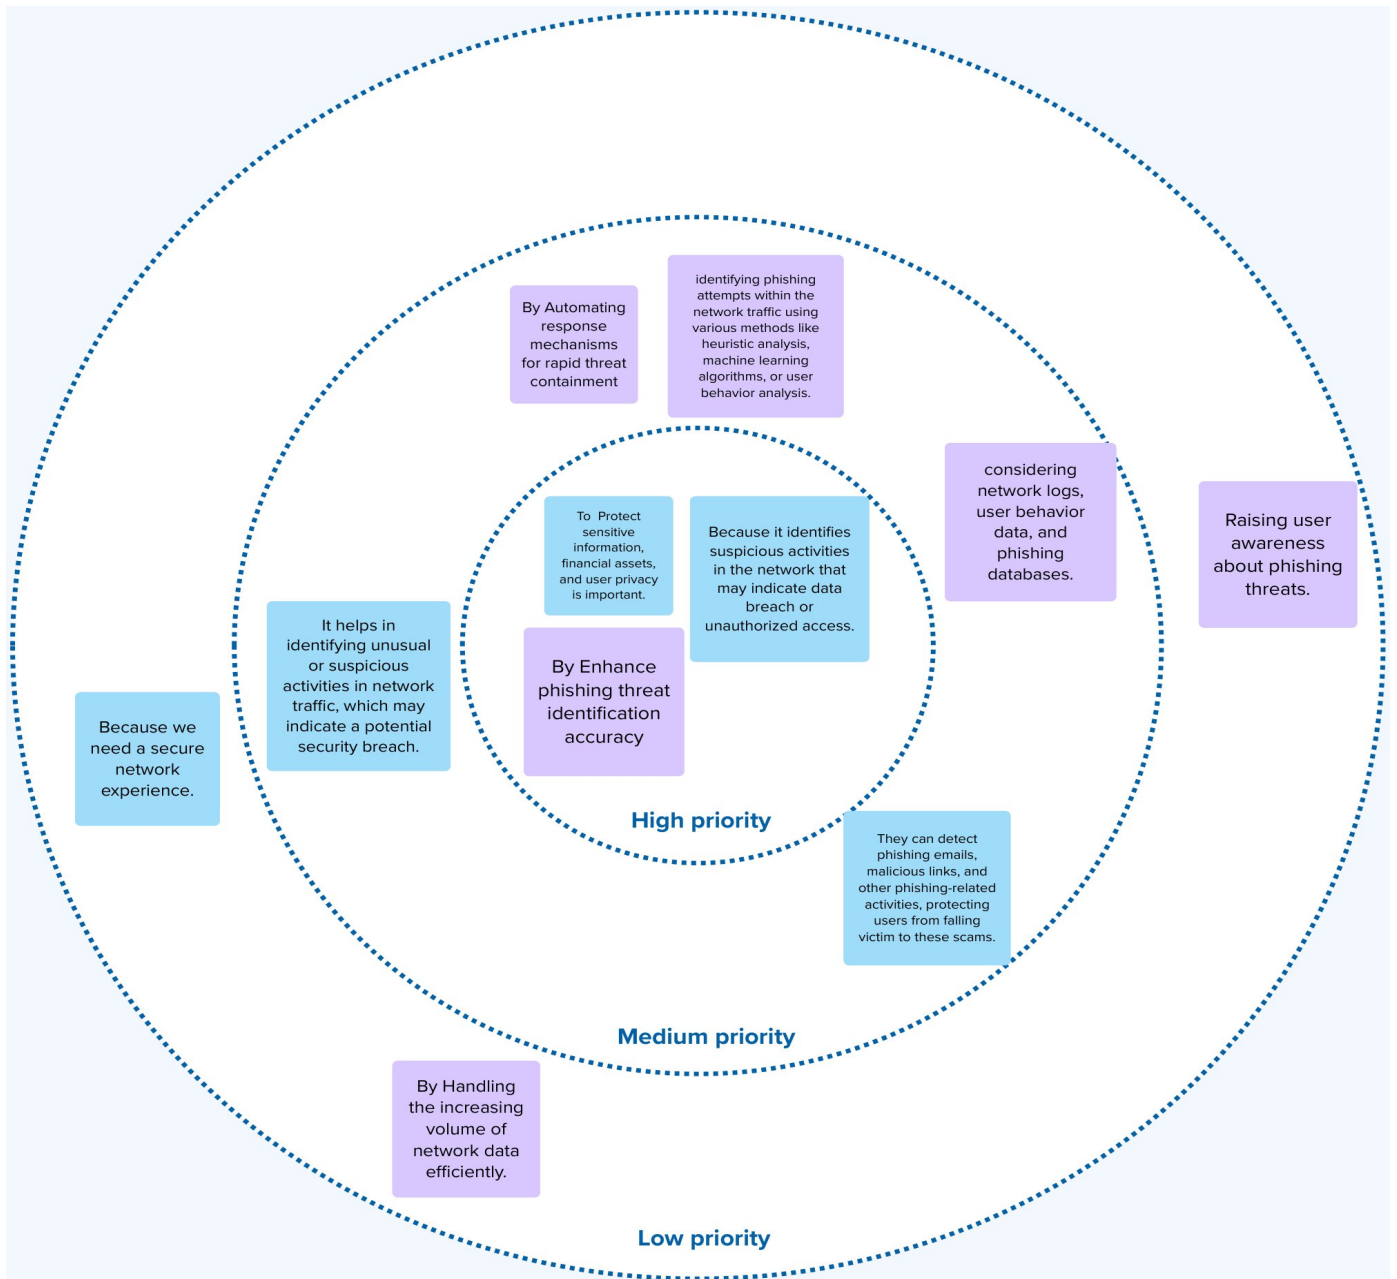 By Automating
response
mechanisms
for rapid threat
containment
identifying phishing
attempts within the
network traffic using
various methods like
heuristic analysis,
machine learning
algorithms, or user
behavior analysis.
considering
network logs,
user behavior
data, and
phishing
databases.
Raising user
awareness
about phishing
threats.
To Protect
sensitive
information,
financial assets,
and user privacy
is important.
Because it identifies
suspicious activities
in the network that
may indicate data
breach or
unauthorized access.
It helps in
identifying unusual
or suspicious
activities in network
traffic, which may
indicate a potential
security breach.
By Enhance
phishing threat
identification
accuracy
Because we
need a secure
network
experience.
High priority
They can detect
phishing emails,
malicious links, and
other phishing-related
activities, protecting
users from falling
victim to these scams.
Medium priority
By Handling
the increasing
volume of
network data
efficiently.
Low priority